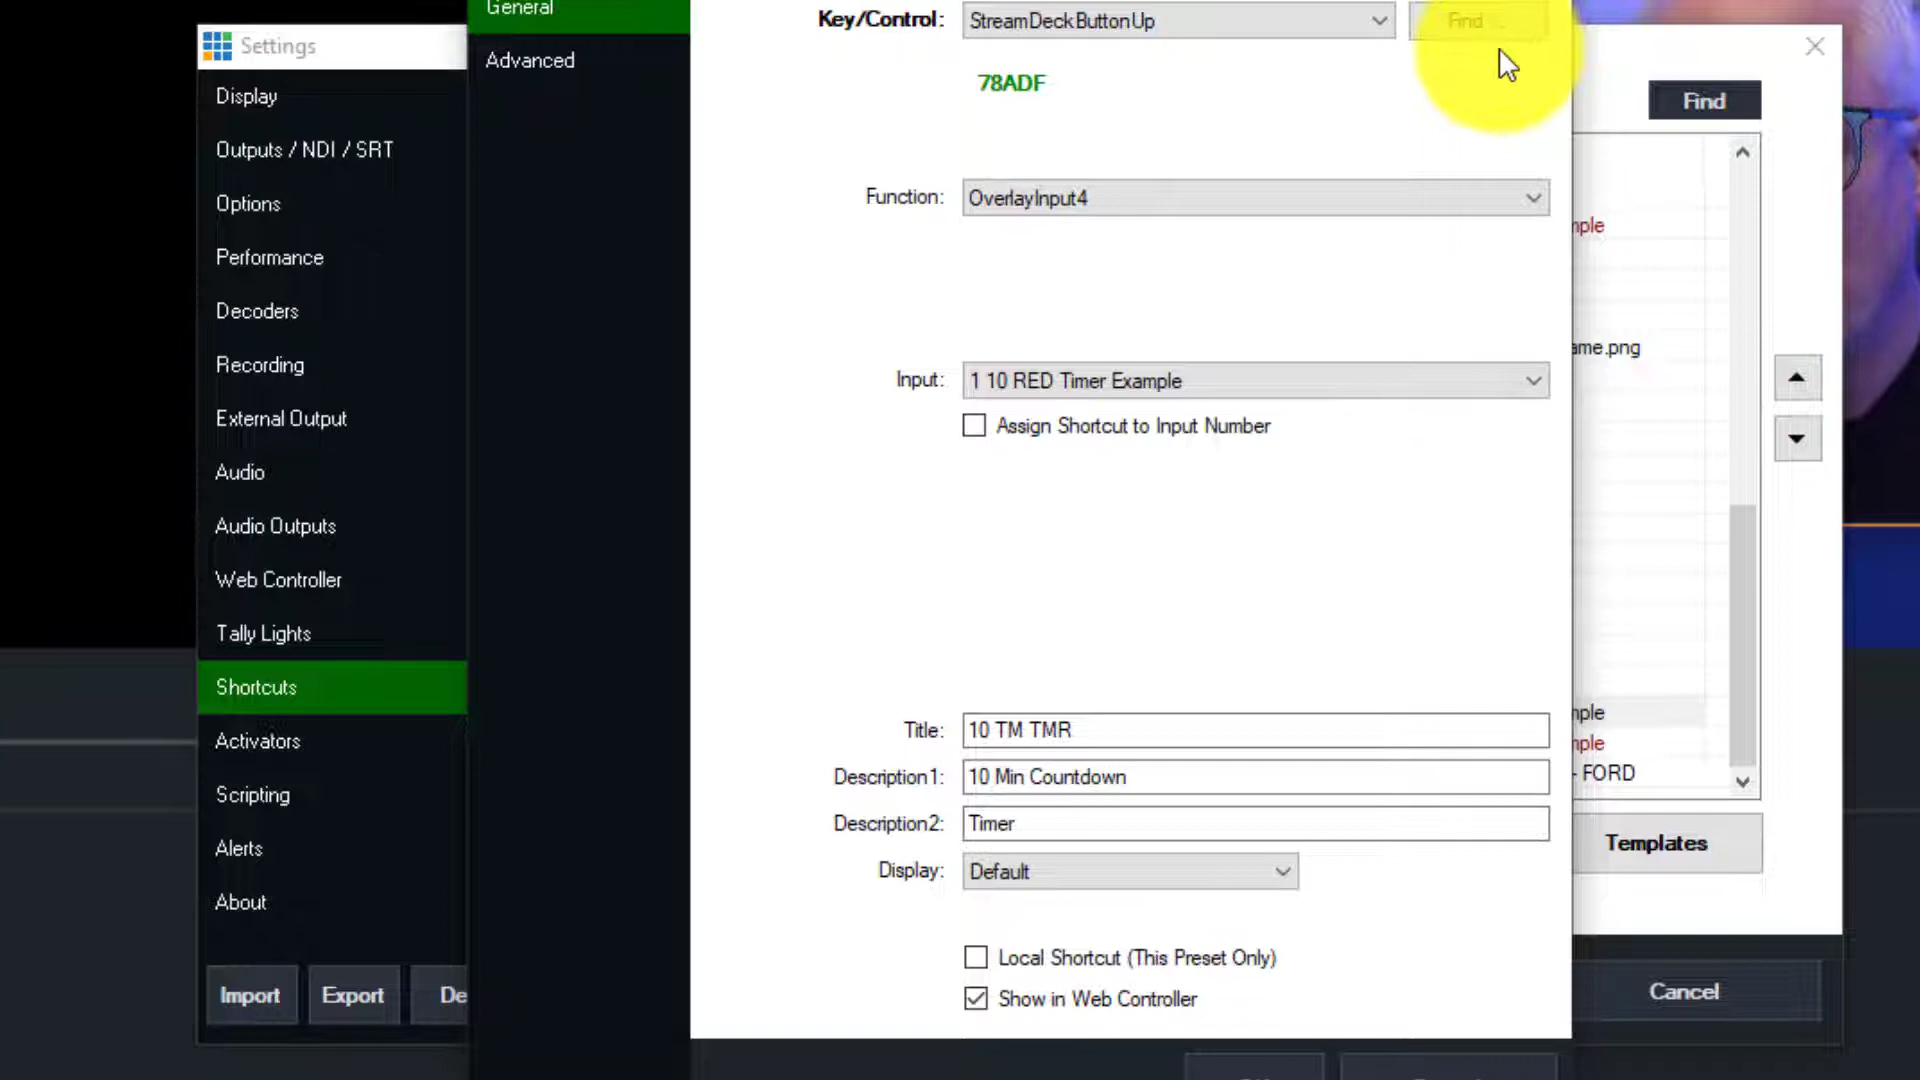 General
Key/Control: StreamDeckButtonUp Find ...
Settings
Advanced
78ADF
Find
Display
Outputs / NDI / SRT
Options
Function: OverlayInput4
mple
Performance
Decoders
ame.png
Recording
Input: 1 10 RED Timer Example
External Output
Assign Shortcut to Input Number
Audio
Audio Outputs
Web Controller
Tally Lights
Shortcuts
mple
Title: 10 TM TMR
Activators
mple
Description1: 10 Min Countdown
- FORD
Scripting
Description2: Timer
Alerts
Templates
Display: Default
About
Local Shortcut (This Preset Only)
Import Export De
Show in Web Controller
Cancel